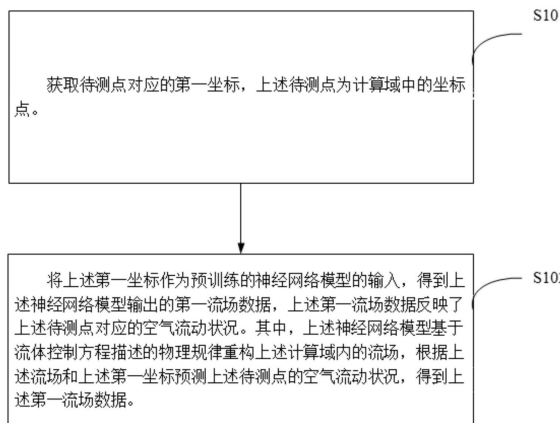 S10
获取待测点对应的第一坐标，上述待测点为计算域中的坐标
点。
将上述第一坐标作为预训练的神经网络模型的输入，得到上
述神经网络模型输出的第一流场数据，上述第一流场数据反映了
上述待测点对应的空气流动状况。其中，上述神经网络模型基于
流体控制方程描述的物理规律重构上述计算域内的流场，根据上
述流场和上述第一坐标预测上述待测点的空气流动状况，得到上
述第一流场数据。
S102